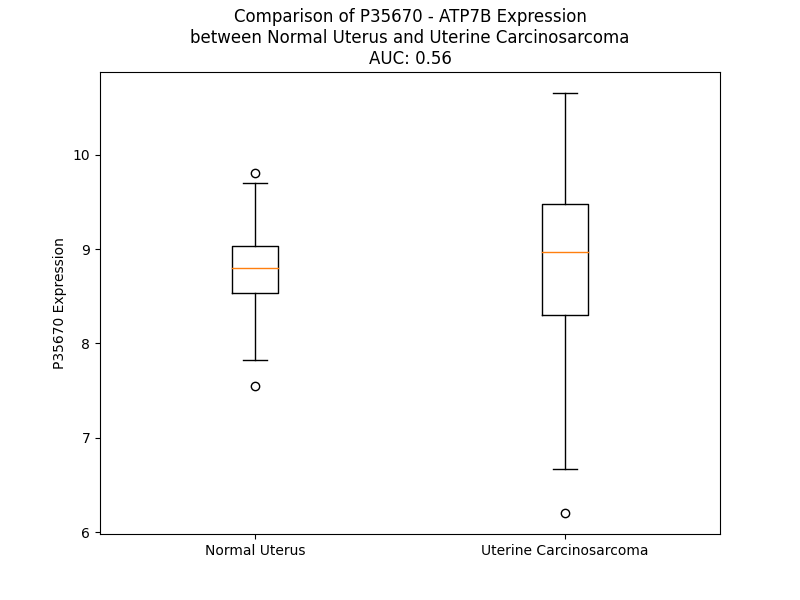 Comparison of P35670 - ATP7B Expression
between Normal Uterus and Uterine Carcinosarcoma
AUC: 0.56
10
9
8
7
6
P35670 Expression
Normal Uterus
Uterine Carcinosarcoma